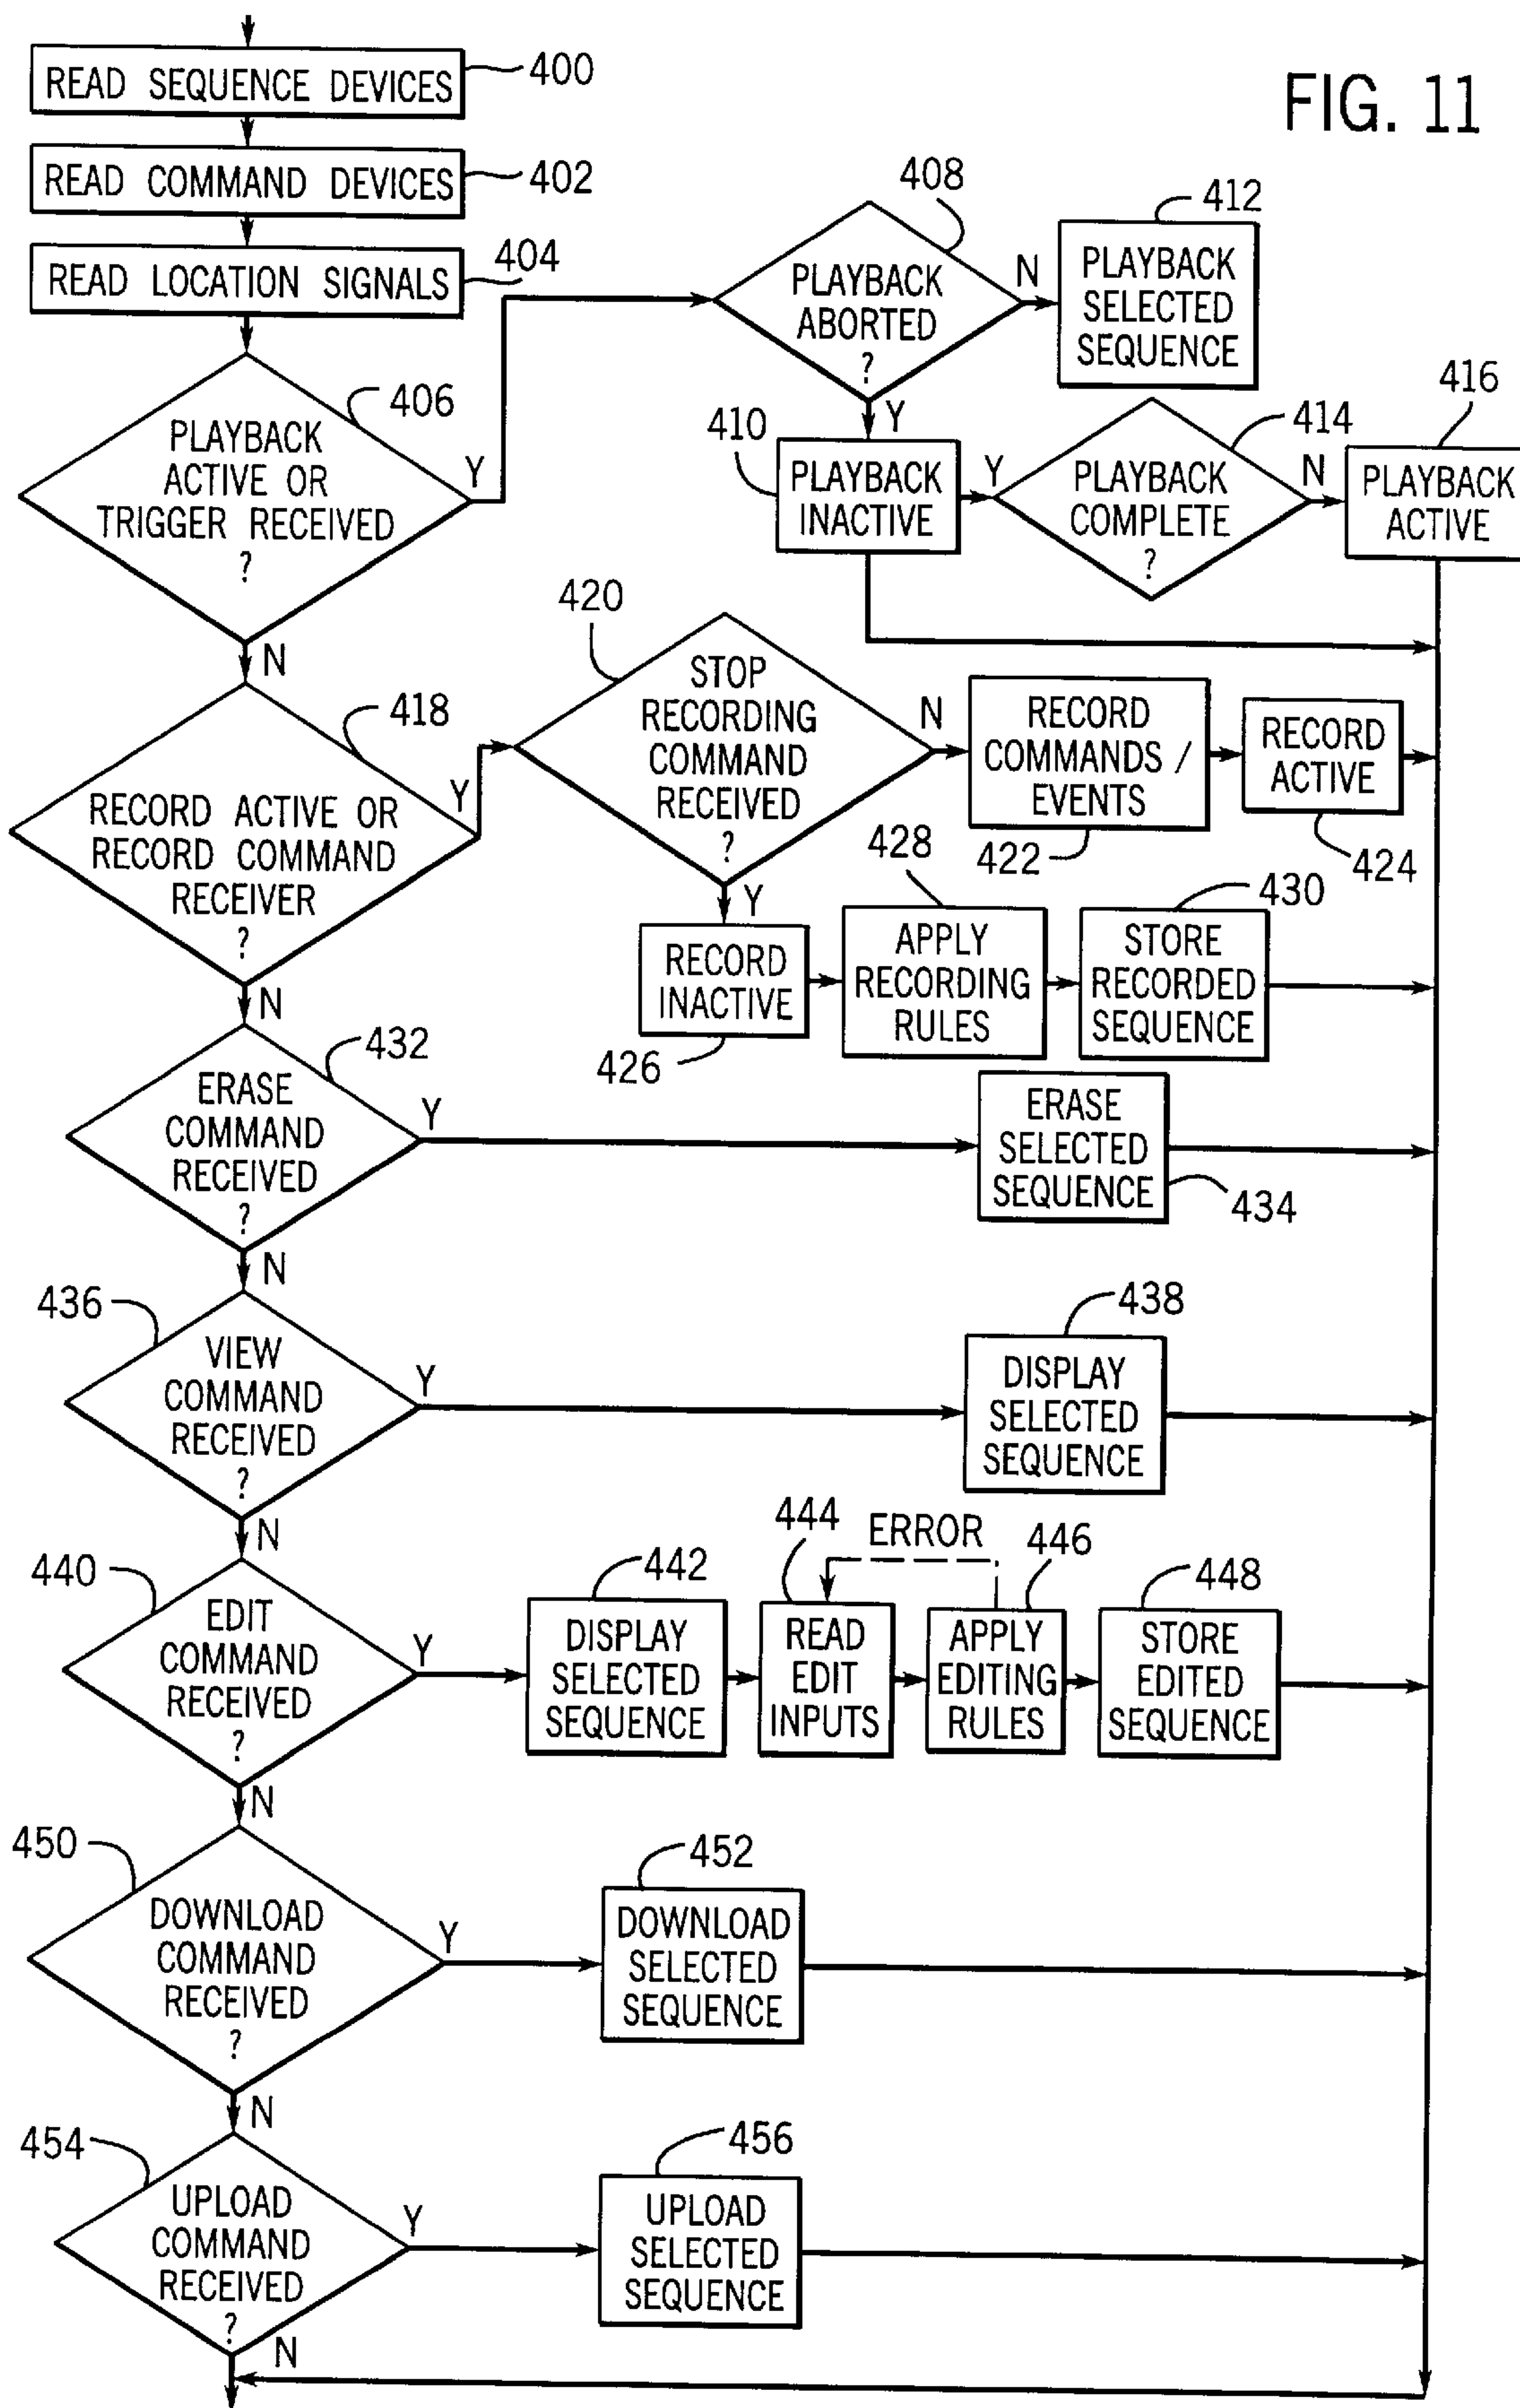 FIG. 11
READ SEQUENCE DEVICES
400
READ COMMAND DEVICES
402
READ LOCATION SIGNALS
404
PLAYBACK
ACTIVE OR
TRIGGER RECEIVED
?
406
Y
N
PLAYBACK
ABORTED
?
408
N
Y
PLAYBACK
SELECTED
SEQUENCE
412
410
PLAYBACK
INACTIVE
Y
PLAYBACK
COMPLETE
?
414
N
PLAYBACK
ACTIVE
416
RECORD ACTIVE OR
RECORD COMMAND
RECEIVER
?
418
Y
N
420
STOP
RECORDING
COMMAND
RECEIVED
?
N
Y
RECORD
COMMANDS /
EVENTS
422
RECORD
ACTIVE
424
RECORD
INACTIVE
426
428
APPLY
RECORDING
RULES
430
STORE
RECORDED
SEQUENCE
ERASE
COMMAND
RECEIVED
?
432
Y
N
ERASE
SELECTED
SEQUENCE
434
436
VIEW
COMMAND
RECEIVED
?
Y
N
438
DISPLAY
SELECTED
SEQUENCE
440
EDIT
COMMAND
RECEIVED
?
Y
N
442
DISPLAY
SELECTED
SEQUENCE
444
READ
EDIT
INPUTS
ERROR
446
APPLY
EDITING
RULES
448
STORE
EDITED
SEQUENCE
450
DOWNLOAD
COMMAND
RECEIVED
?
Y
N
452
DOWNLOAD
SELECTED
SEQUENCE
454
UPLOAD
COMMAND
RECEIVED
?
Y
N
456
UPLOAD
SELECTED
SEQUENCE